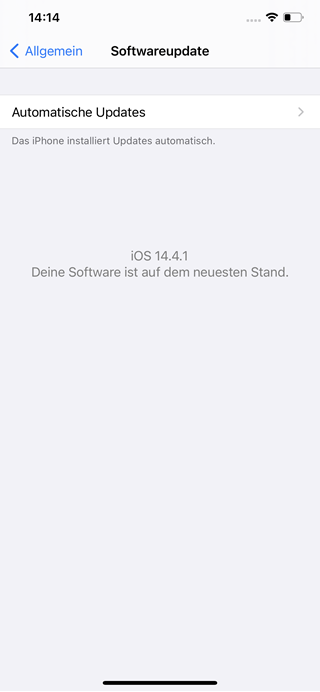 14:14
Allgemein
Softwareupdate
Automatische Updates
Das iPhone installiert Updates automatisch.
iOS 14.4.1
Deine Software ist auf dem neuesten Stand.